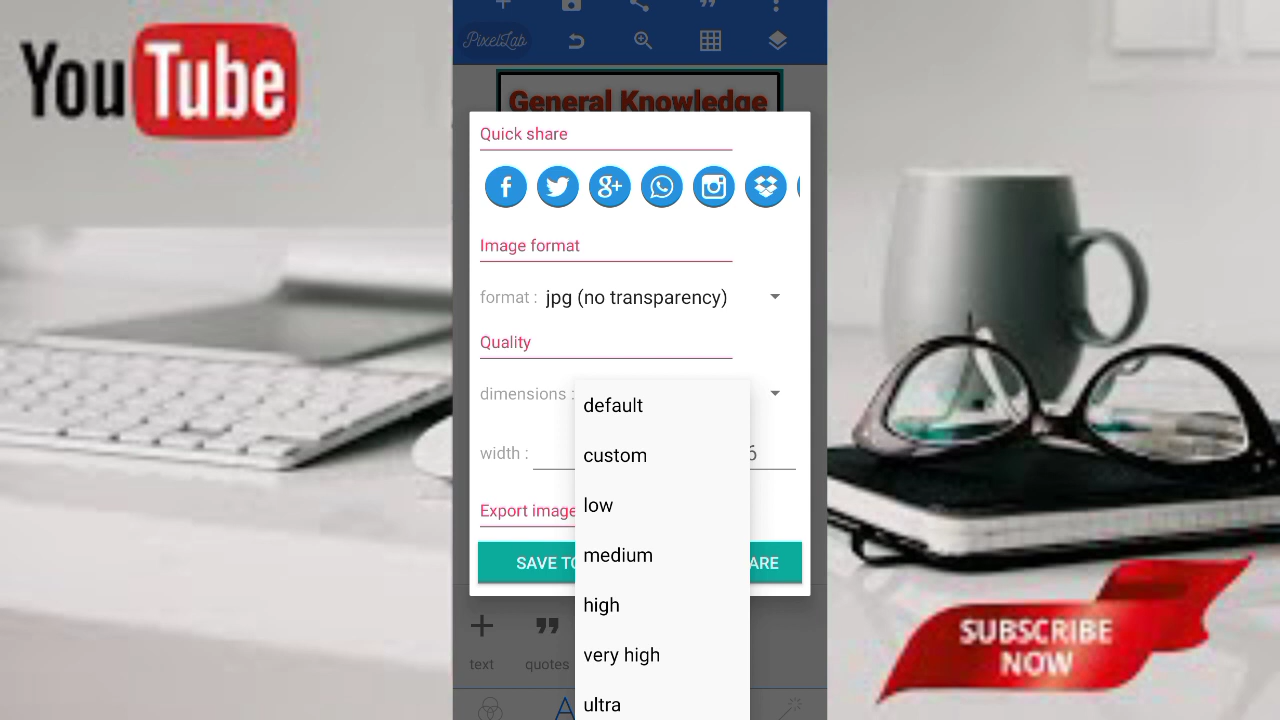 YouTube
PixelLab
General Knowledge
Quick share
Image format
format : jpg (no transparency)
Quality
dimensions :
default
custom
width :
6
low
Export image
medium
SAVE TO
ARE
high
very high
text
quotes
ultra
SUBSCRIBE
NOW